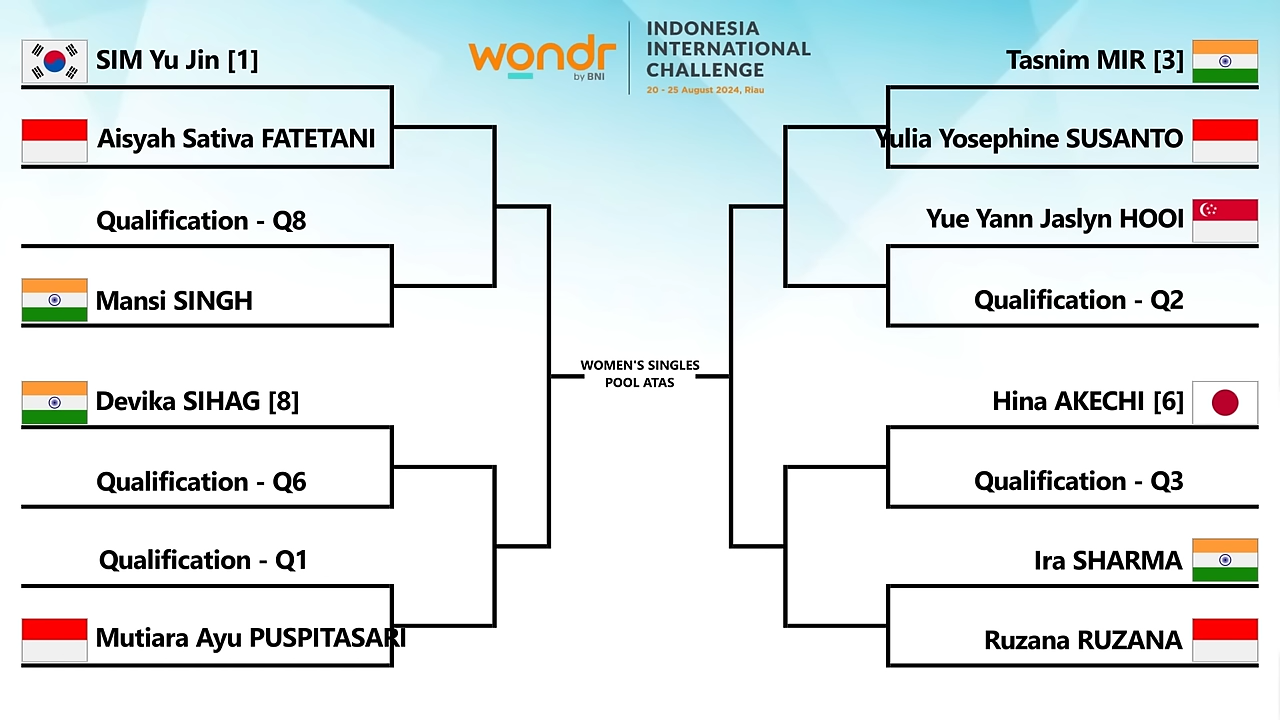 wondr
by BNI
INDONESIA
INTERNATIONAL
CHALLENGE
20 - 25 August 2024, Riau
SIM Yu Jin [1]
Aisyah Sativa FATETANI
Qualification - Q8
Mansi SINGH
Devika SIHAG [8]
Qualification - Q6
Qualification - Q1
Mutiara Ayu PUSPITASARI
WOMEN'S SINGLES
POOL ATAS
Tasnim MIR [3]
Yulia Yosephine SUSANTO
Yue Yann Jaslyn HOOI
Qualification - Q2
Hina AKECHI [6]
Qualification - Q3
Ira SHARMA
Ruzana RUZANA